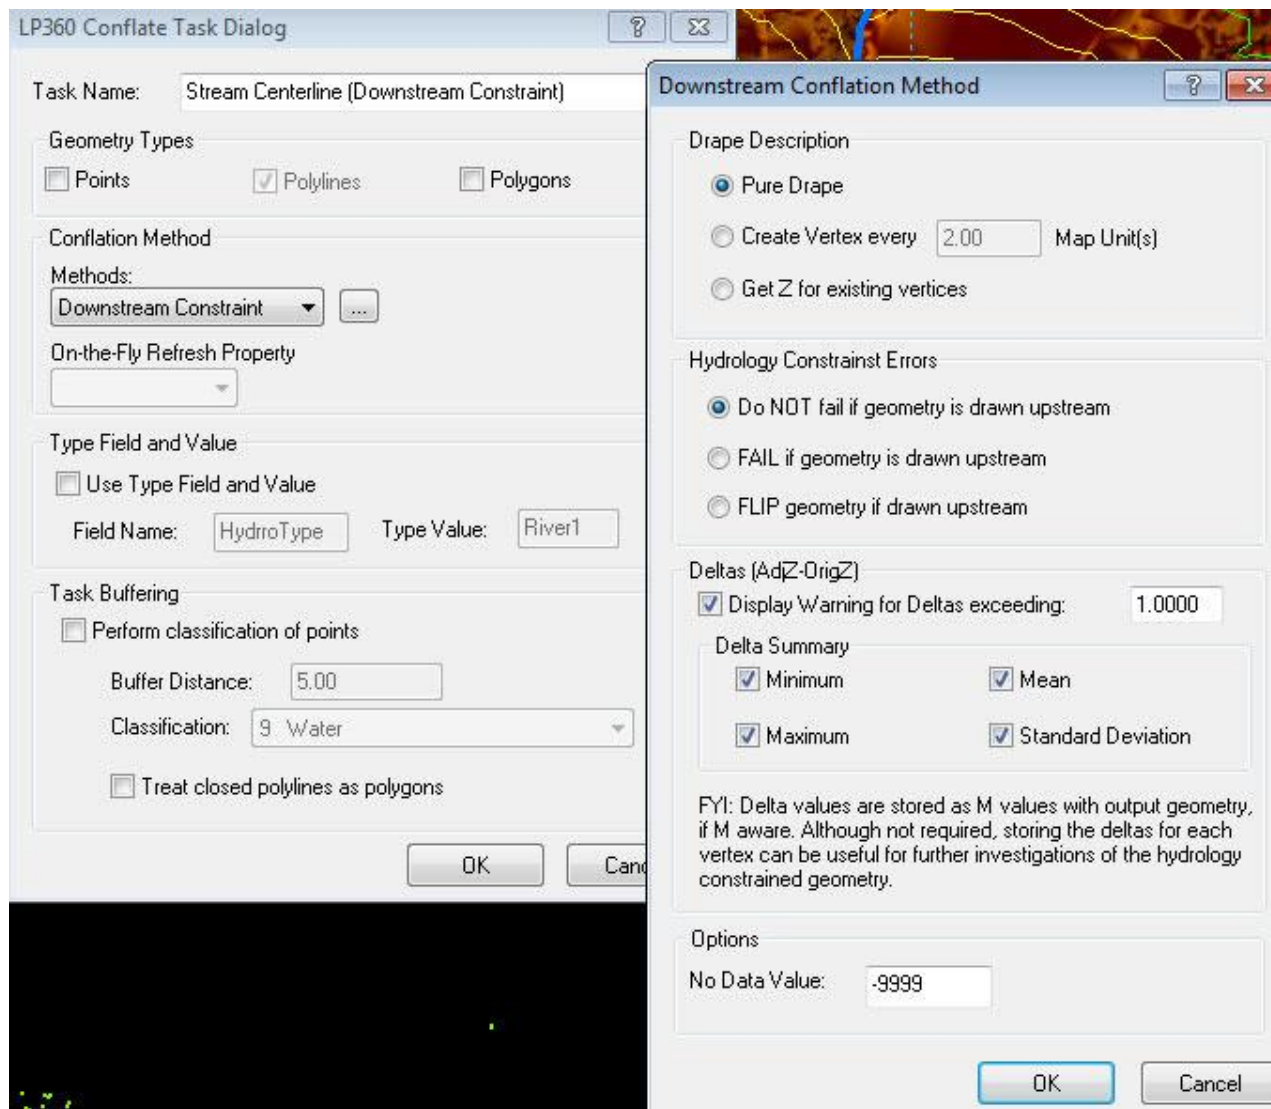 LP360 Conflate Task Dialog
Task Name: Stream Centerline (Downstream Constraint)
Geometry Types
Points Polylines Polygons
Conflation Method
Methods:
Downstream Constraint ...
On-the-Fly Refresh Property
Type Field and Value
Use Type Field and Value
Field Name: HydrroType Type Value: River1
Task Buffering
Perform classification of points
Buffer Distance: 5.00
Classification: 9 Water
Treat closed polylines as polygons
OK Canc
Downstream Conflation Method
Drape Description
Pure Drape
Create Vertex every 2.00 Map Unit(s)
Get Z for existing vertices
Hydrology Constrainst Errors
Do NOT fail if geometry is drawn upstream
FAIL if geometry is drawn upstream
FLIP geometry if drawn upstream
Deltas (AdjZ-OrigZ)
Display Warning for Deltas exceeding: 1.0000
Delta Summary
Minimum Mean
Maximum Standard Deviation
FYI: Delta values are stored as M values with output geometry,
if M aware. Although not required, storing the deltas for each
vertex can be useful for further investigations of the hydrology
constrained geometry.
Options
No Data Value: -9999
OK Cancel